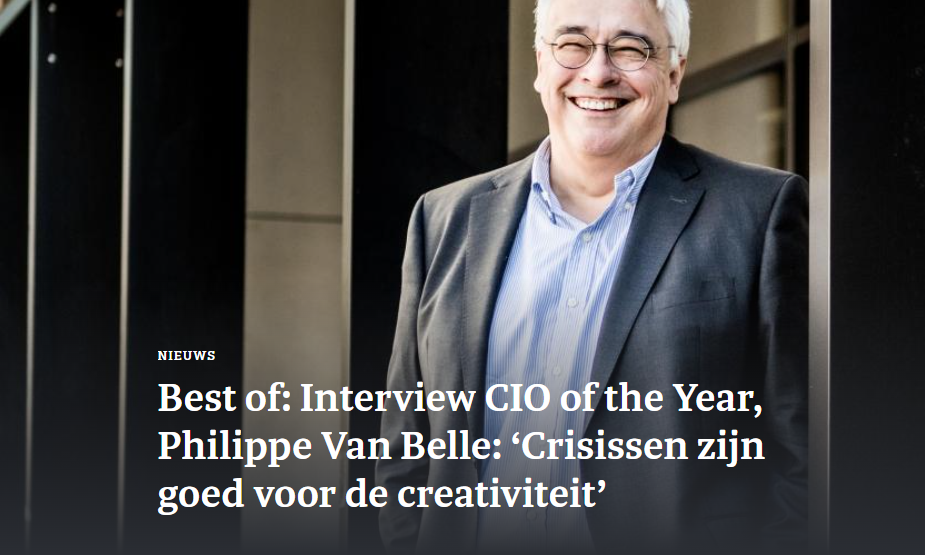 NIEUWS
Best of: Interview CIO of the Year,
Philippe Van Belle: ‘Crisissen zijn
goed voor de creativiteit’